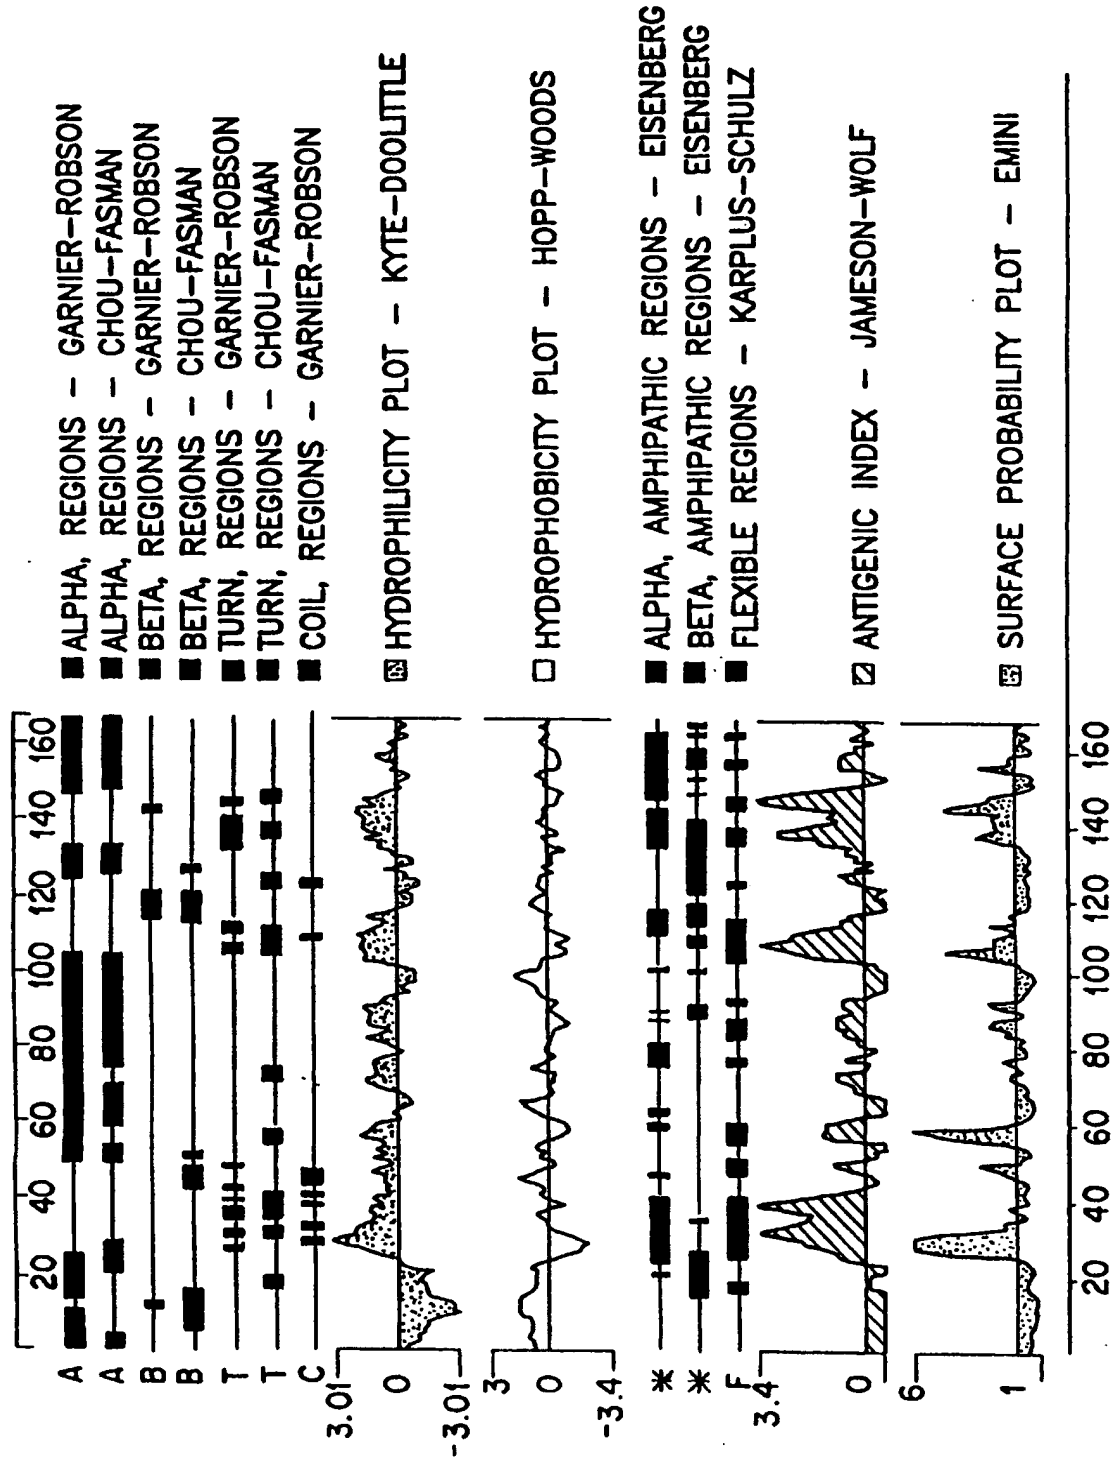 20 40 60 80 100 120 140 160
A ALPHA, REGIONS – GARNIER–ROBSON
A ALPHA, REGIONS – CHOU–FASMAN
B BETA, REGIONS – GARNIER–ROBSON
B BETA, REGIONS – CHOU–FASMAN
T TURN, REGIONS – GARNIER–ROBSON
T TURN, REGIONS – CHOU–FASMAN
C COIL, REGIONS – GARNIER–ROBSON
3.01
0 HYDROPHILICITY PLOT – KYTE–DOOLITTLE
-3.01
3
0 HYDROPHOBICITY PLOT – HOPP–WOODS
-3.4
* ALPHA, AMPHIPATHIC REGIONS – EISENBERG
* BETA, AMPHIPATHIC REGIONS – EISENBERG
F FLEXIBLE REGIONS – KARPLUS–SCHULZ
3.4
0 ANTIGENIC INDEX – JAMESON–WOLF
6
1 SURFACE PROBABILITY PLOT – EMINI
20 40 60 80 100 120 140 160